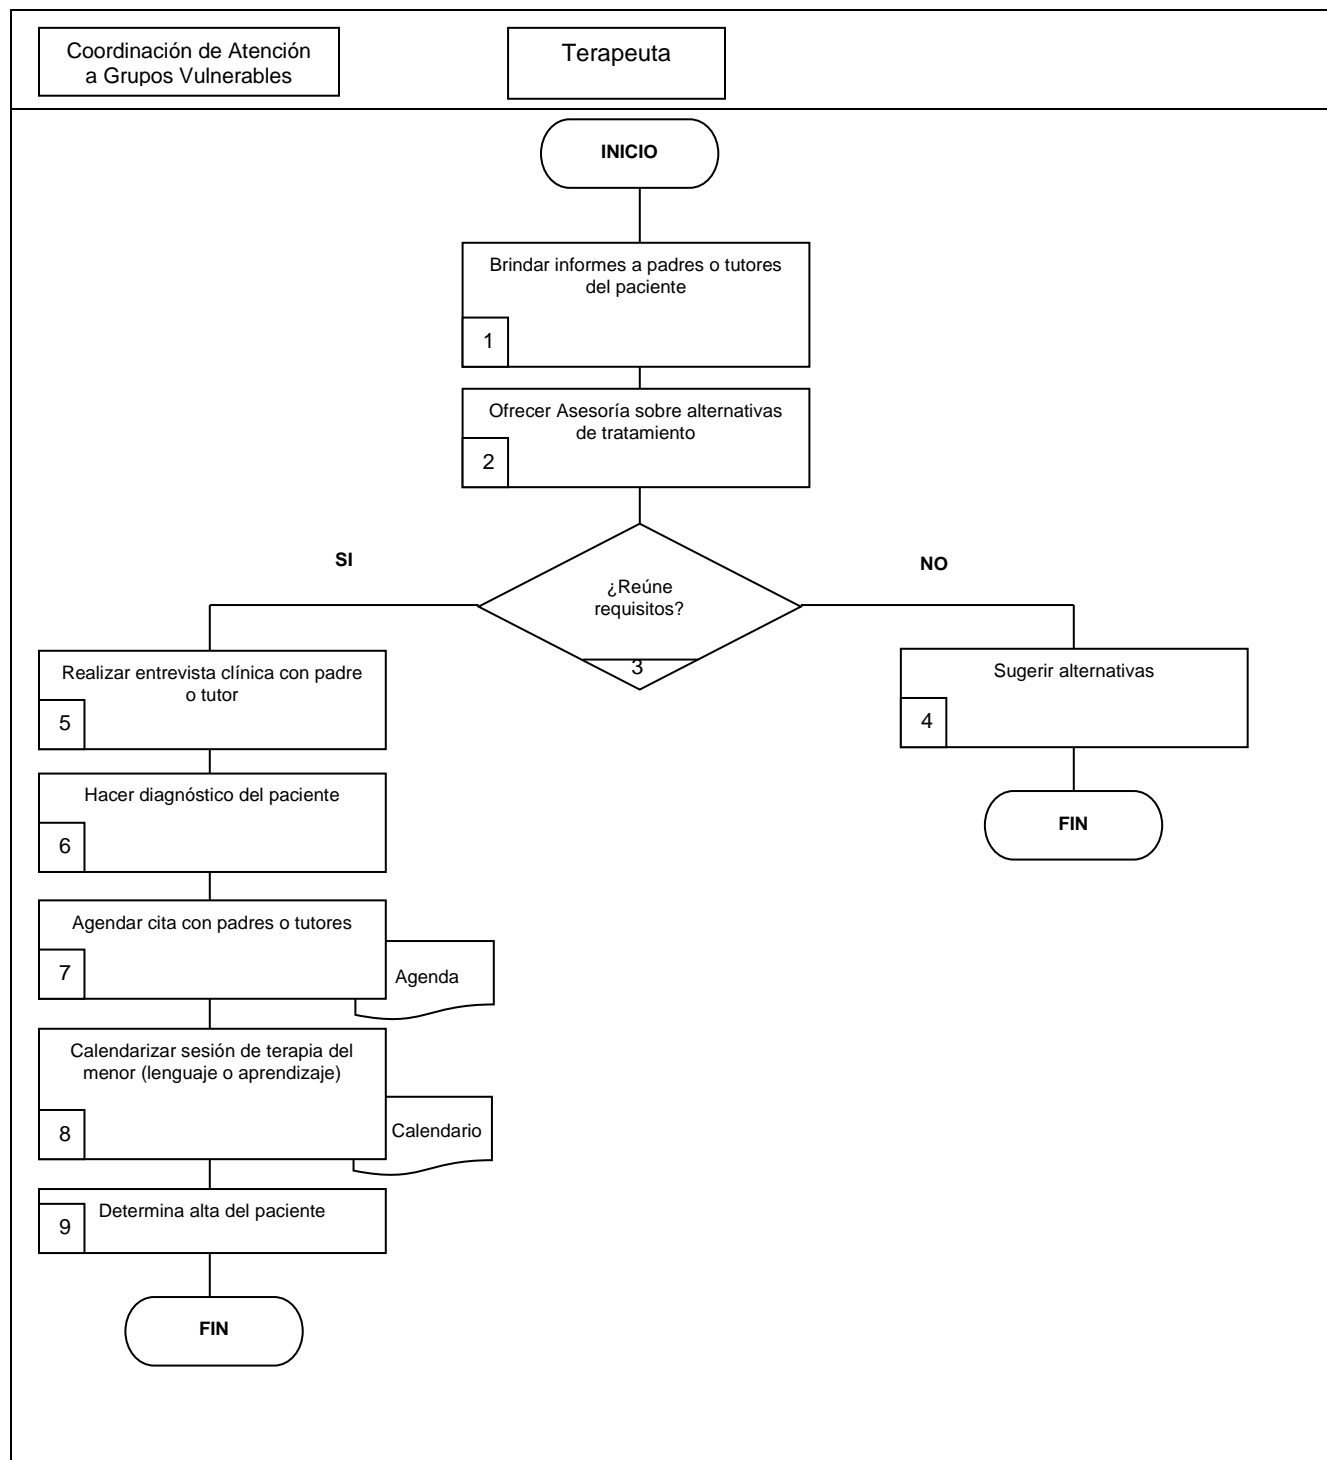 Coordinación de Atención
a Grupos Vulnerables
Terapeuta
INICIO
Brindar informes a padres o tutores
del paciente
1
Ofrecer Asesoría sobre alternativas
de tratamiento
2
SI
NO
¿Reúne
requisitos?
3
Realizar entrevista clínica con padre
o tutor
5
Sugerir alternativas
4
Hacer diagnóstico del paciente
6
FIN
Agendar cita con padres o tutores
7
Agenda
Calendarizar sesión de terapia del
menor (lenguaje o aprendizaje)
8
Calendario
Determina alta del paciente
9
FIN